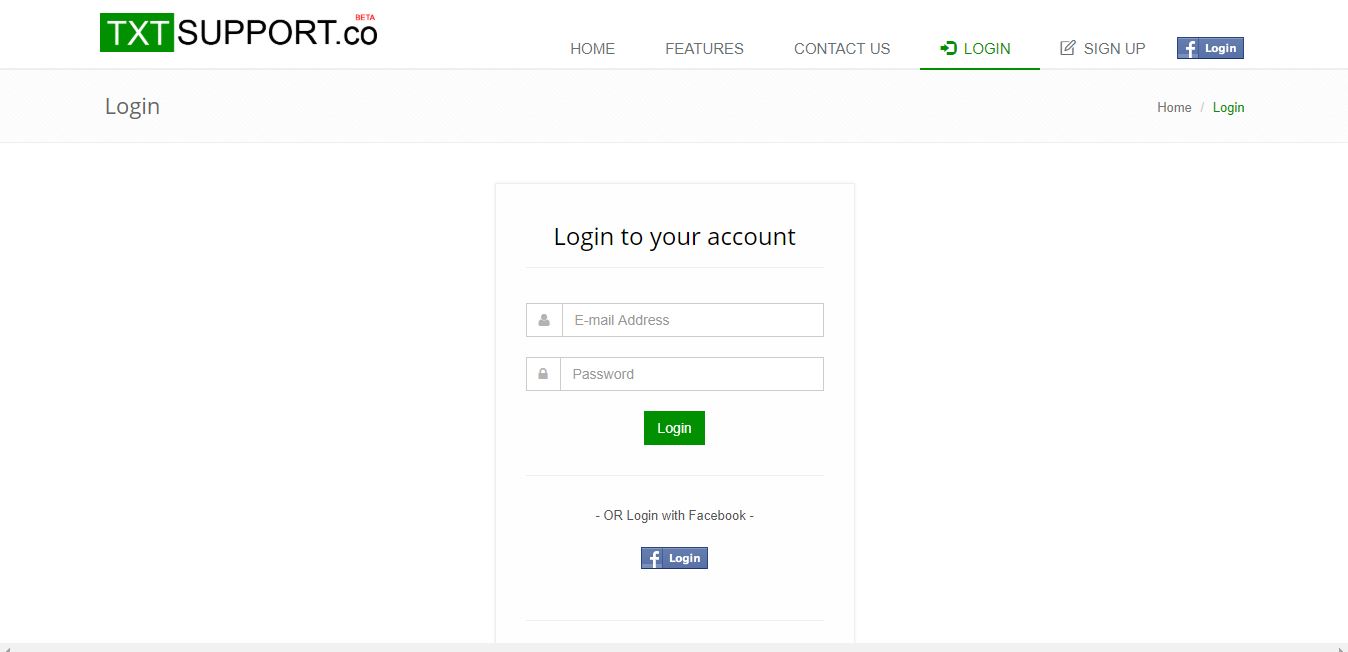 TXTSUPPORT.co BETA
HOME FEATURES CONTACT US LOGIN SIGN UP Login
Login
Home / Login
Login to your account
E-mail Address
Password
Login
- OR Login with Facebook -
Login